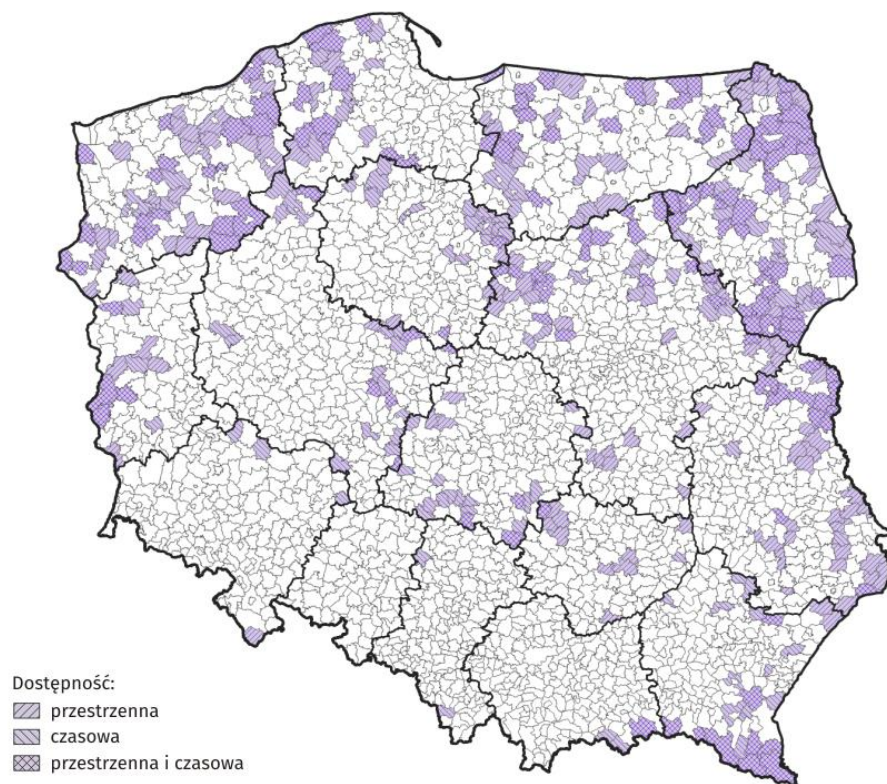 Dostępność:
przestrzenna
czasowa
przestrzenna i czasowa